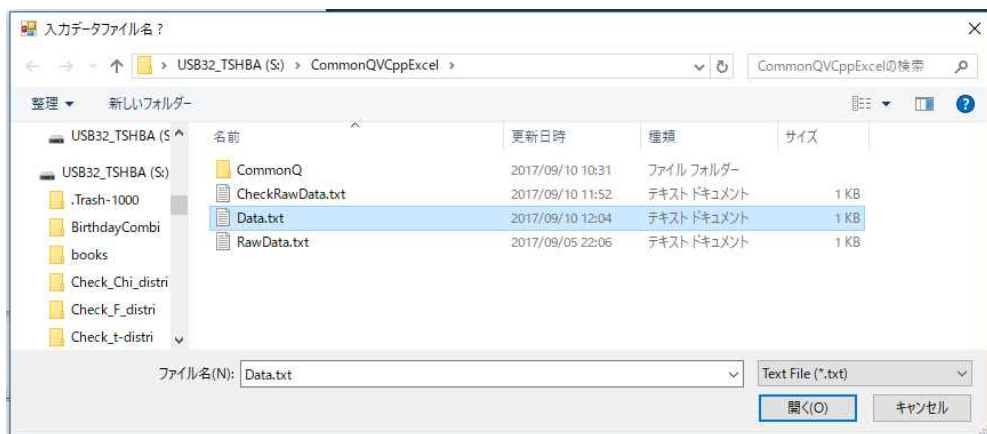 入力データファイル名 ?
USB32_TSHBA (S:) › CommonQVCppExcel ›
CommonQVCppExcelの検索
整理 新しいフォルダー
USB32_TSHBA (S
USB32_TSHBA (S:)
.Trash-1000
BirthdayCombi
books
Check_Chi_distri
Check_F_distri
Check_t-distri
名前 更新日時 種類 サイズ
CommonQ 2017/09/10 10:31 ファイル フォルダー
CheckRawData.txt 2017/09/10 11:52 テキスト ドキュメント 1 KB
Data.txt 2017/09/10 12:04 テキスト ドキュメント 1 KB
RawData.txt 2017/09/05 22:06 テキスト ドキュメント 1 KB
ファイル名(N): Data.txt Text File (*.txt)
開く(O) キャンセル